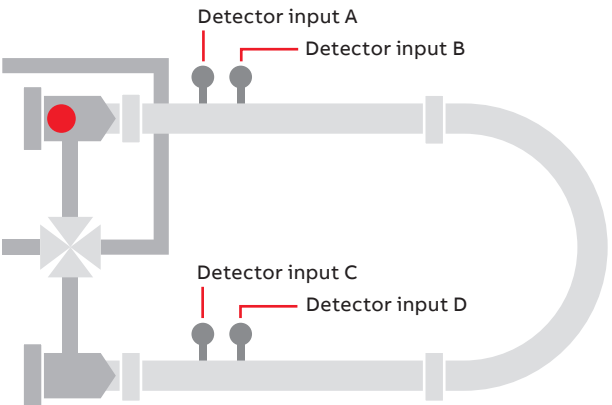 Detector input A
Detector input B
Detector input C
Detector input D